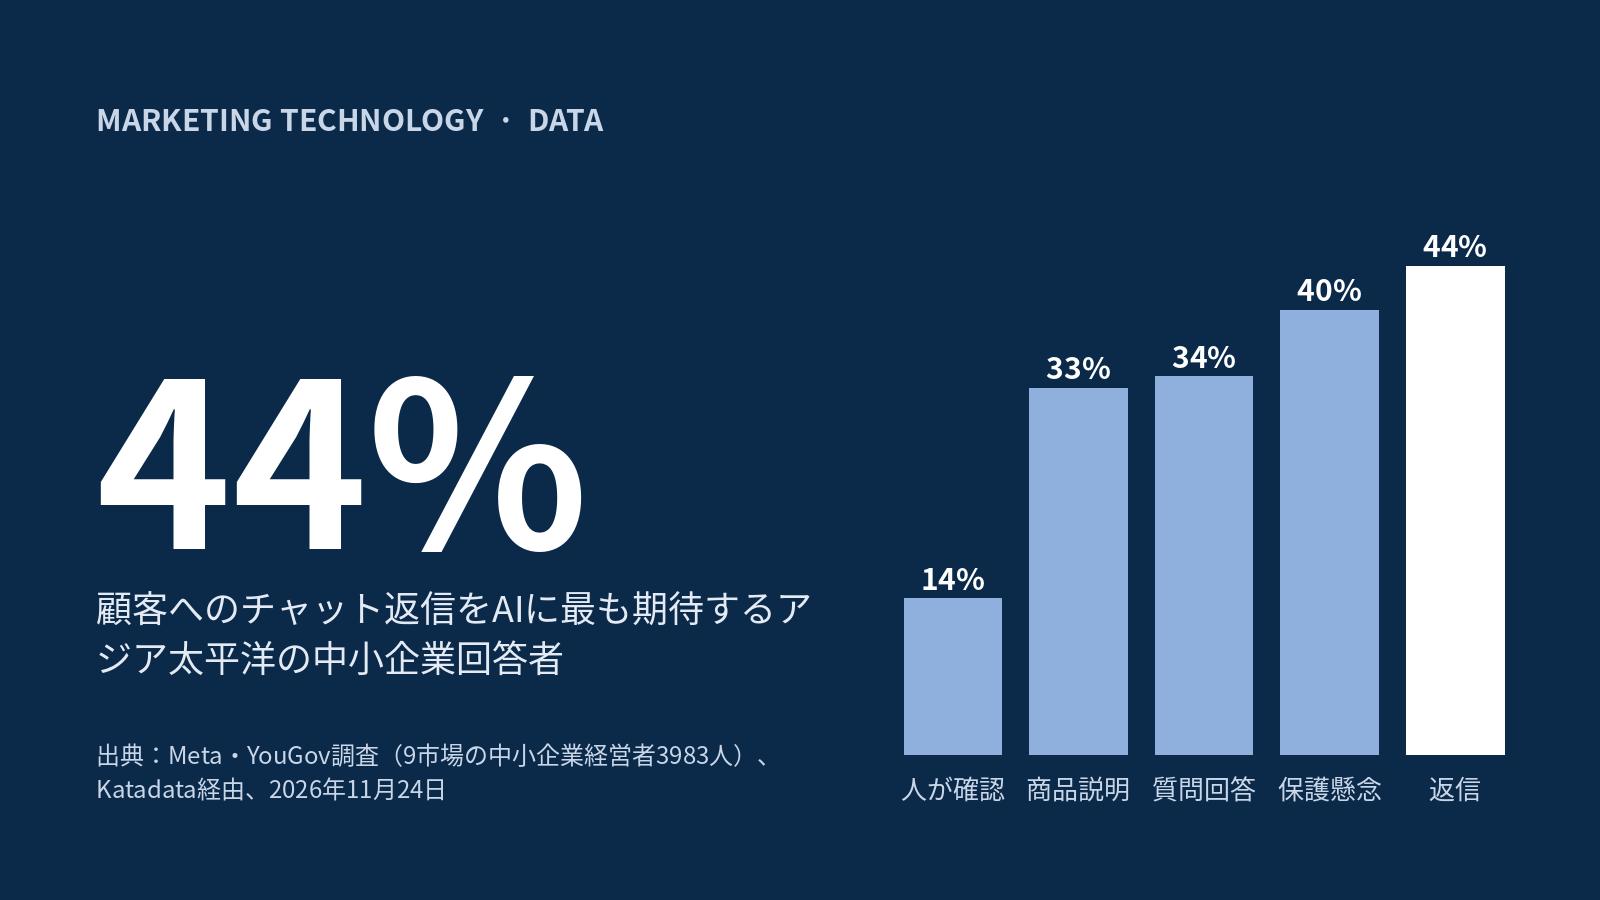 MARKETING TECHNOLOGY · DATA
44%
顧客へのチャット返信をAIに最も期待するア
ジア太平洋の中小企業回答者
出典：Meta・YouGov調査（9市場の中小企業経営者3983人）、
Katadata経由、2026年11月24日
14%
33%
34%
40%
44%
人が確認
商品説明
質問回答
保護懸念
返信